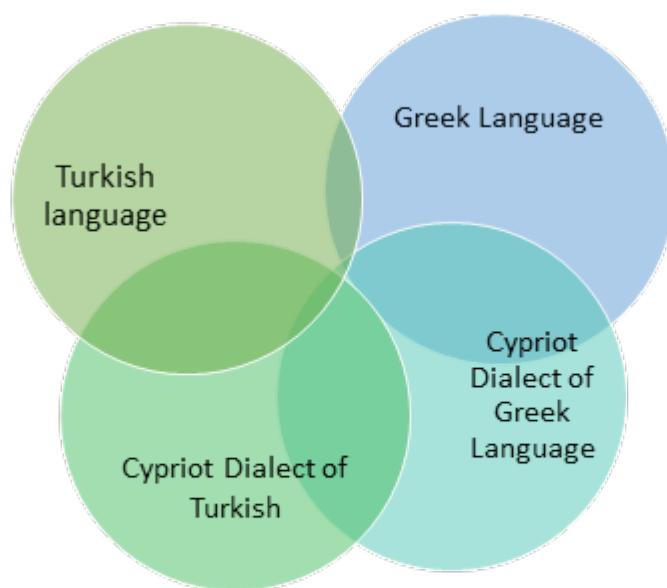 Greek Language
Turkish
language
Cypriot
Dialect of
Greek
Language
Cypriot Dialect of
Turkish